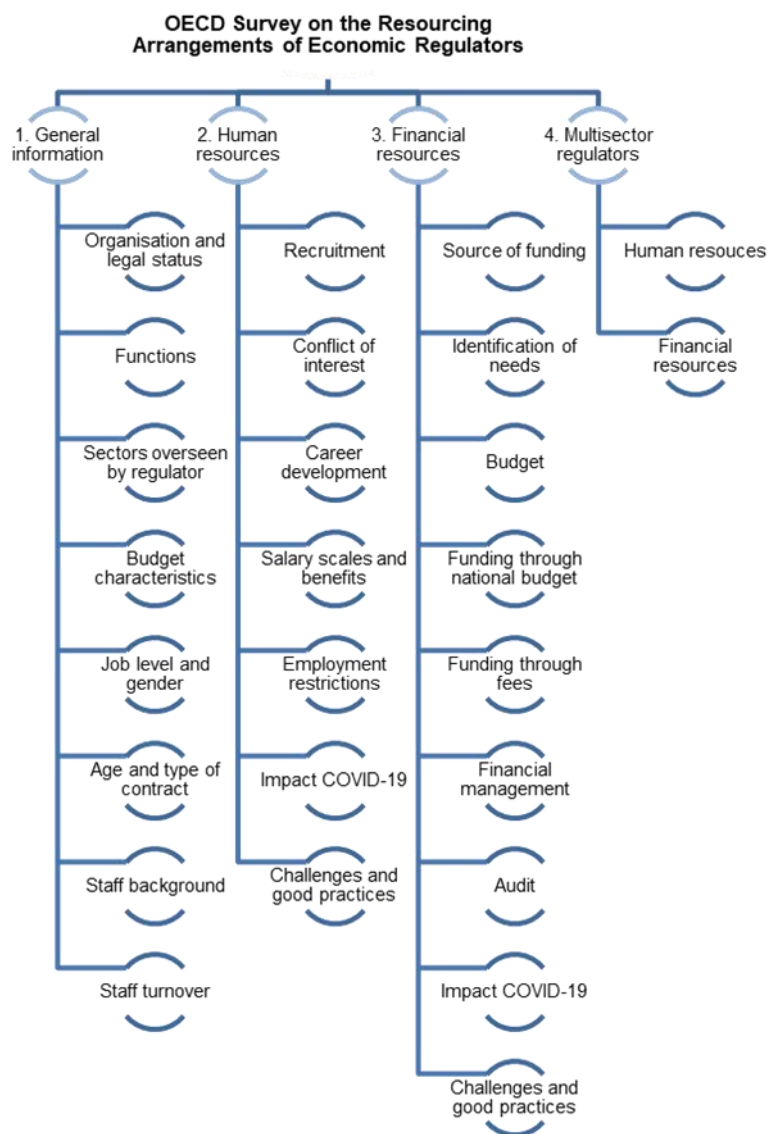 OECD Survey on the Resourcing
Arrangements of Economic Regulators
1. General
information
2. Human
resources
3. Financial
resources
4. Multisector
regulators
Organisation and
legal status
Functions
Sectors overseen
by regulator
Budget
characteristics
Job level and
gender
Age and type of
contract
Staff background
Staff turnover
Recruitment
Conflict of
interest
Career
development
Salary scales and
benefits
Employment
restrictions
Impact COVID-19
Challenges and
good practices
Source of funding
Identification of
needs
Budget
Funding through
national budget
Funding through
fees
Financial
management
Audit
Impact COVID-19
Challenges and
good practices
Human resouces
Financial
resources